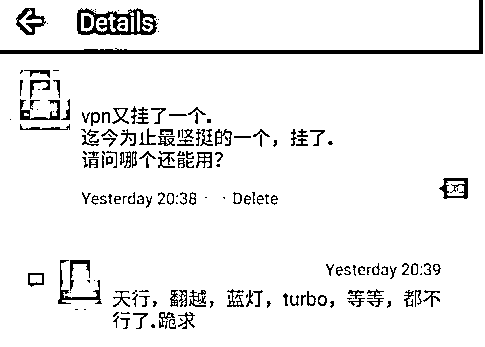 Details
vpn又挂了一个.
迄今为止最坚挺的一个，挂了.
请问哪个还能用？
Yesterday 20:38 Delete
Yesterday 20:39
天行，翻越，蓝灯，turbo，等等，都不
行了.跪求